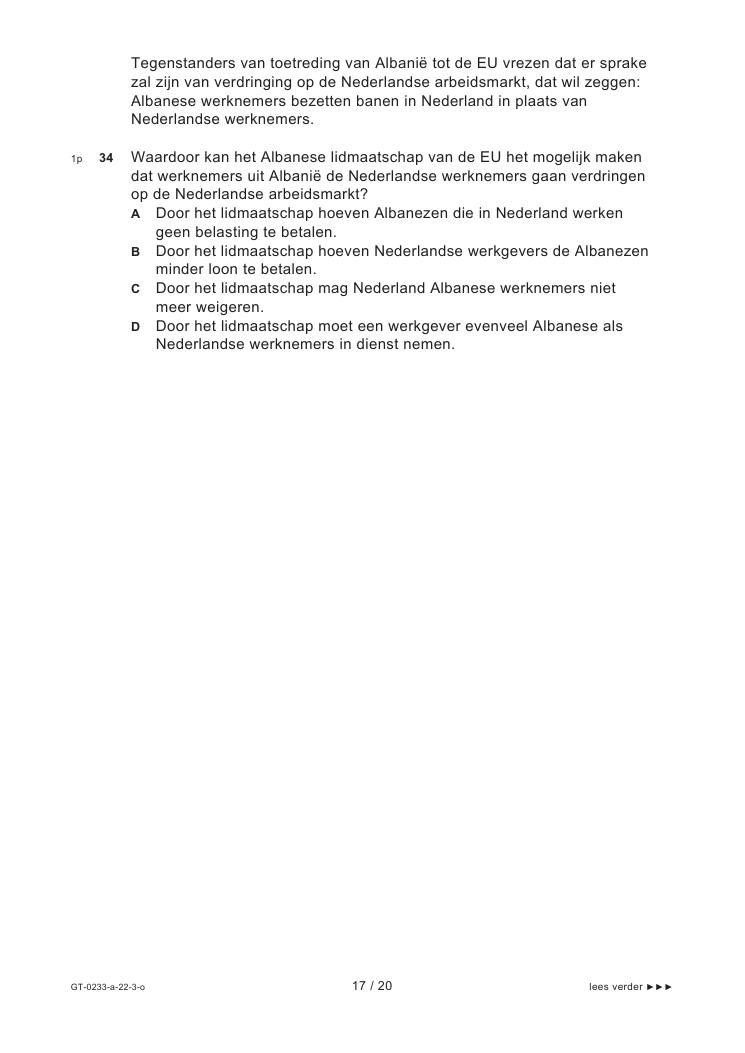 Tegenstanders van toetreding van Albanië tot de EU vrezen dat er sprake
zal zijn van verdringing op de Nederlandse arbeidsmarkt, dat wil zeggen:
Albanese werknemers bezetten banen in Nederland in plaats van
Nederlandse werknemers.
1p 34 Waardoor kan het Albanese lidmaatschap van de EU het mogelijk maken
dat werknemers uit Albanië de Nederlandse werknemers gaan verdringen
op de Nederlandse arbeidsmarkt?
A Door het lidmaatschap hoeven Albanezen die in Nederland werken
geen belasting te betalen.
B Door het lidmaatschap hoeven Nederlandse werkgevers de Albanezen
minder loon te betalen.
C Door het lidmaatschap mag Nederland Albanese werknemers niet
meer weigeren.
D Door het lidmaatschap moet een werkgever evenveel Albanese als
Nederlandse werknemers in dienst nemen.
GT-0233-a-22-3-o 17 / 20 lees verder ►►►